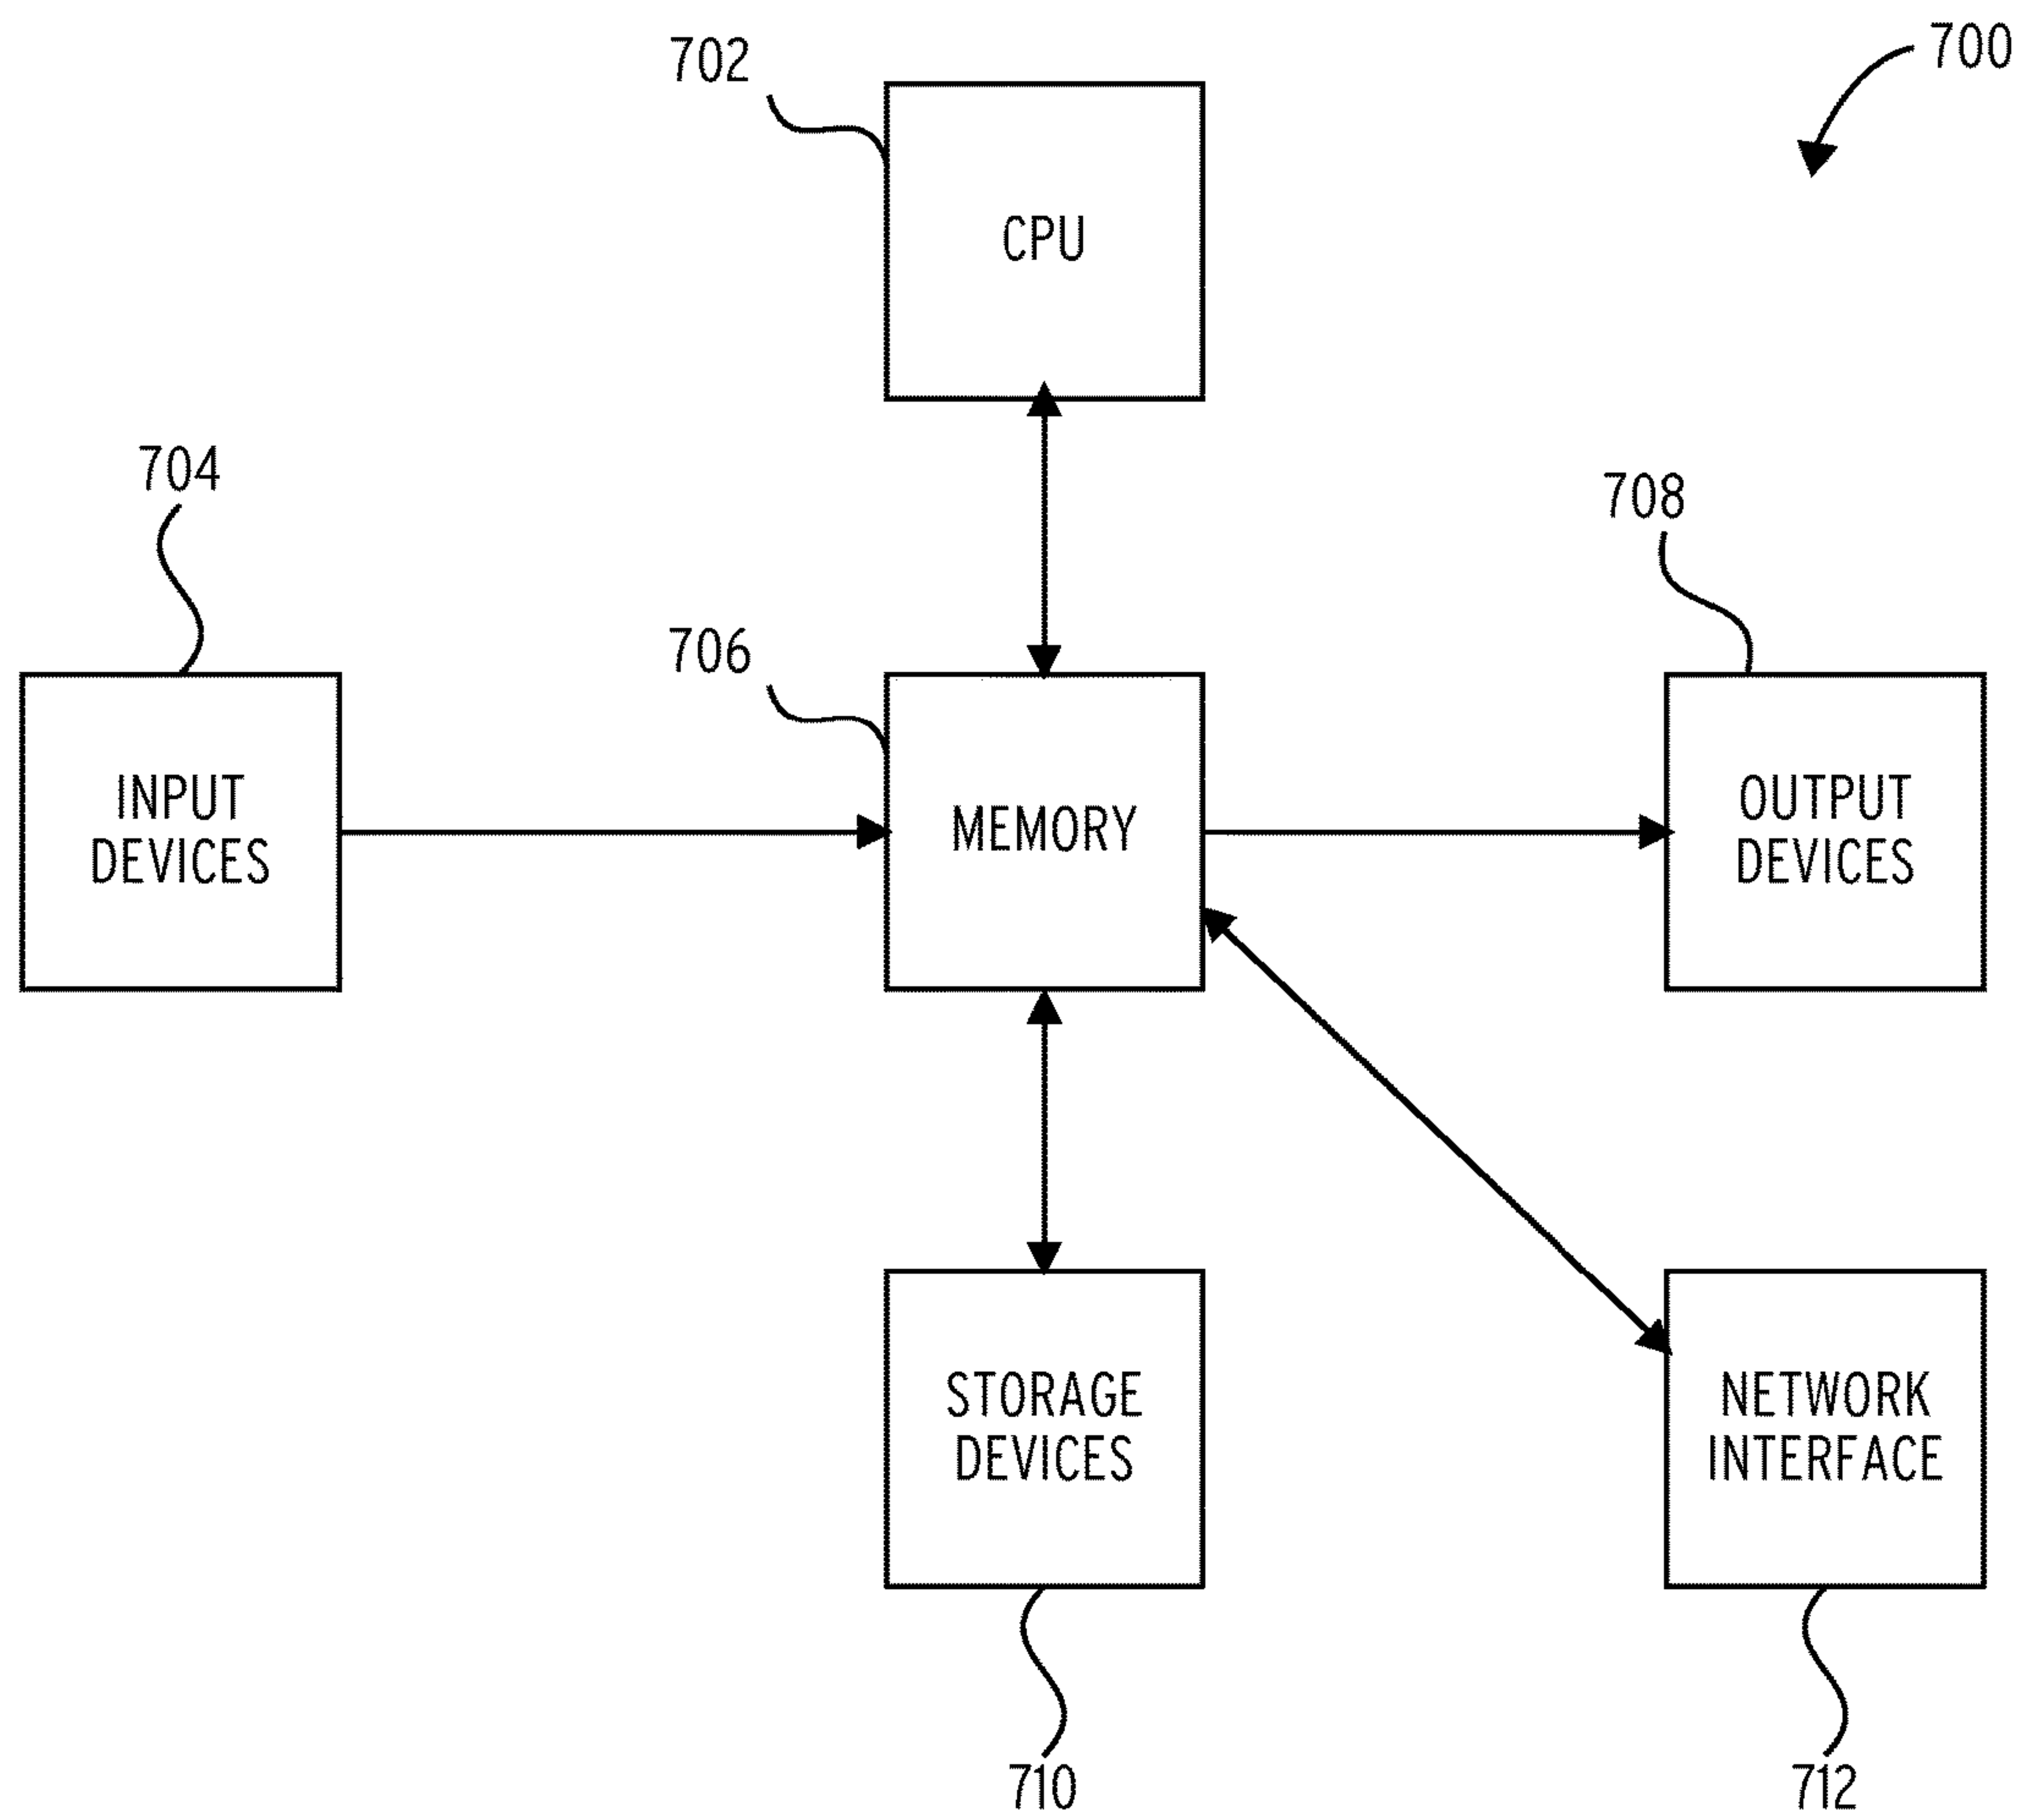 700
702
CPU
704
708
706
INPUT
DEVICES
MEMORY
OUTPUT
DEVICES
STORAGE
DEVICES
NETWORK
INTERFACE
710
712